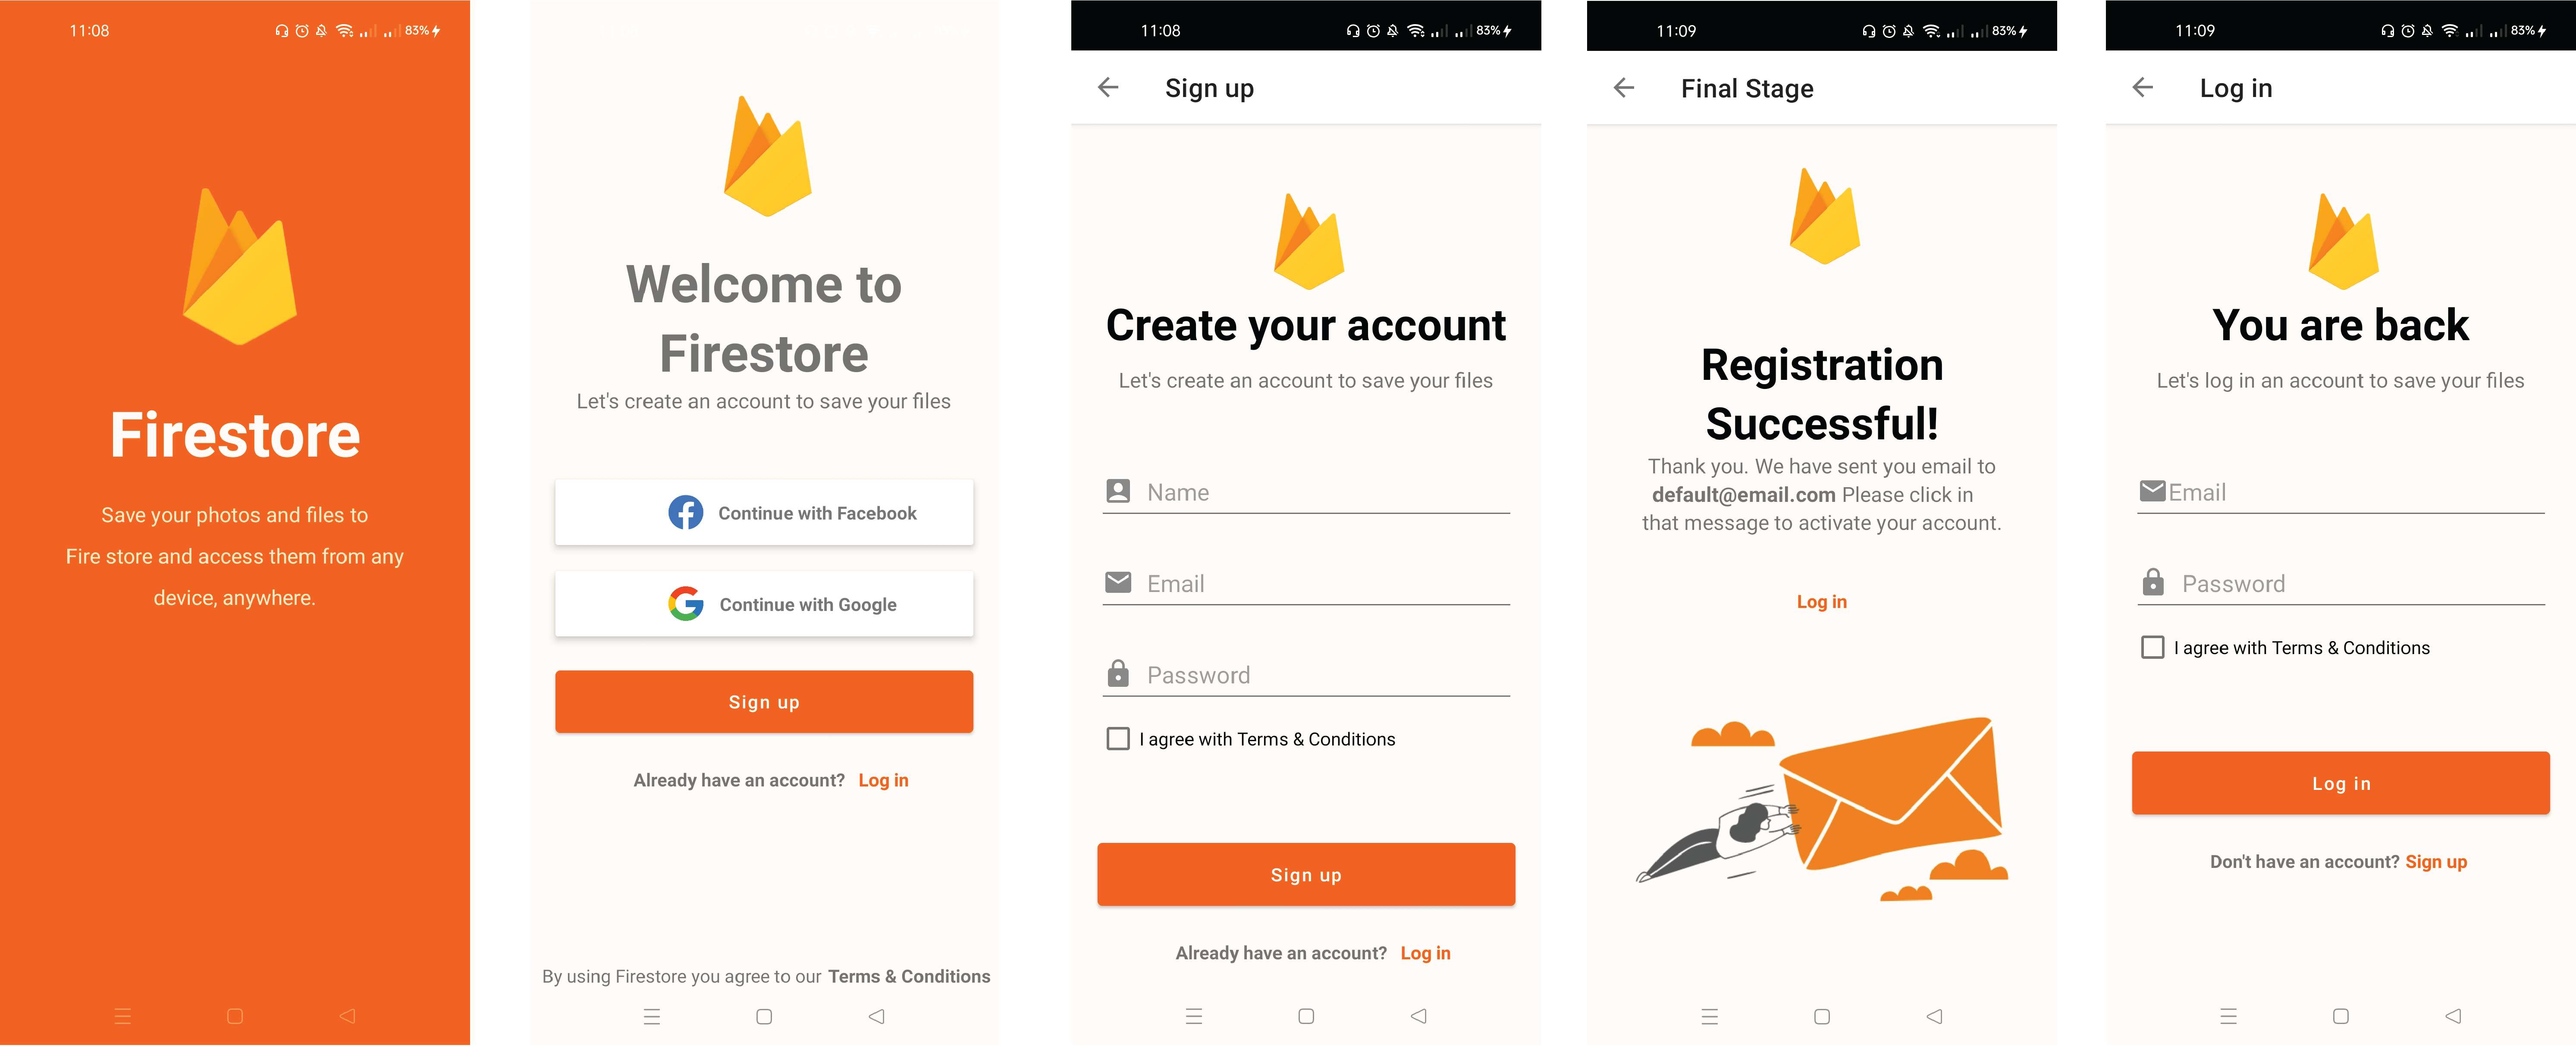 11:08
83%
Firestore
Save your photos and files to
Fire store and access them from any
device, anywhere.
Welcome to
Firestore
Let's create an account to save your files
Continue with Facebook
Continue with Google
Sign up
Already have an account? Log in
By using Firestore you agree to our Terms & Conditions
11:08
83%
Sign up
Create your account
Let's create an account to save your files
Name
Email
Password
I agree with Terms & Conditions
Sign up
Already have an account? Log in
11:09
83%
Final Stage
Registration
Successful!
Thank you. We have sent you email to
default@email.com Please click in
that message to activate your account.
Log in
11:09
83%
Log in
You are back
Let's log in an account to save your files
Email
Password
I agree with Terms & Conditions
Log in
Don't have an account? Sign up